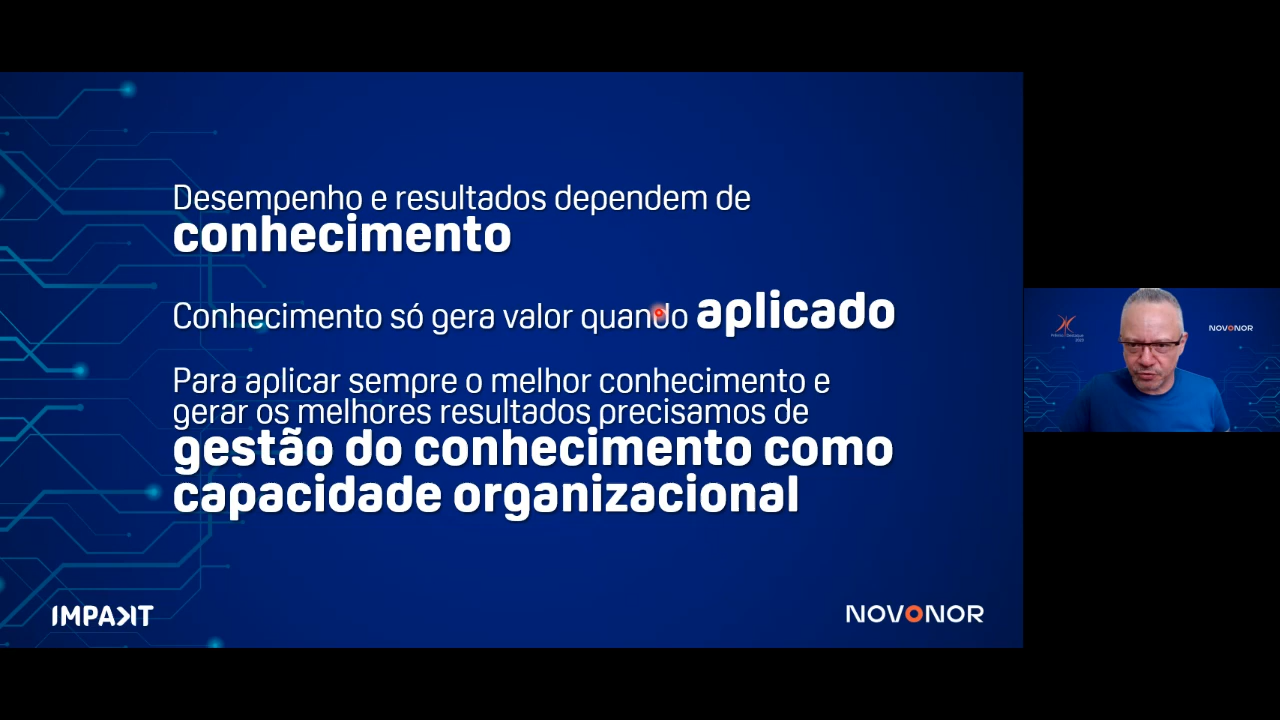 Desempenho e resultados dependem de
conhecimento
Conhecimento só gera valor quando aplicado
Para aplicar sempre o melhor conhecimento e
gerar os melhores resultados precisamos de
gestão do conhecimento como
capacidade organizacional
IMPAKT
NOVONOR
NOVONOR